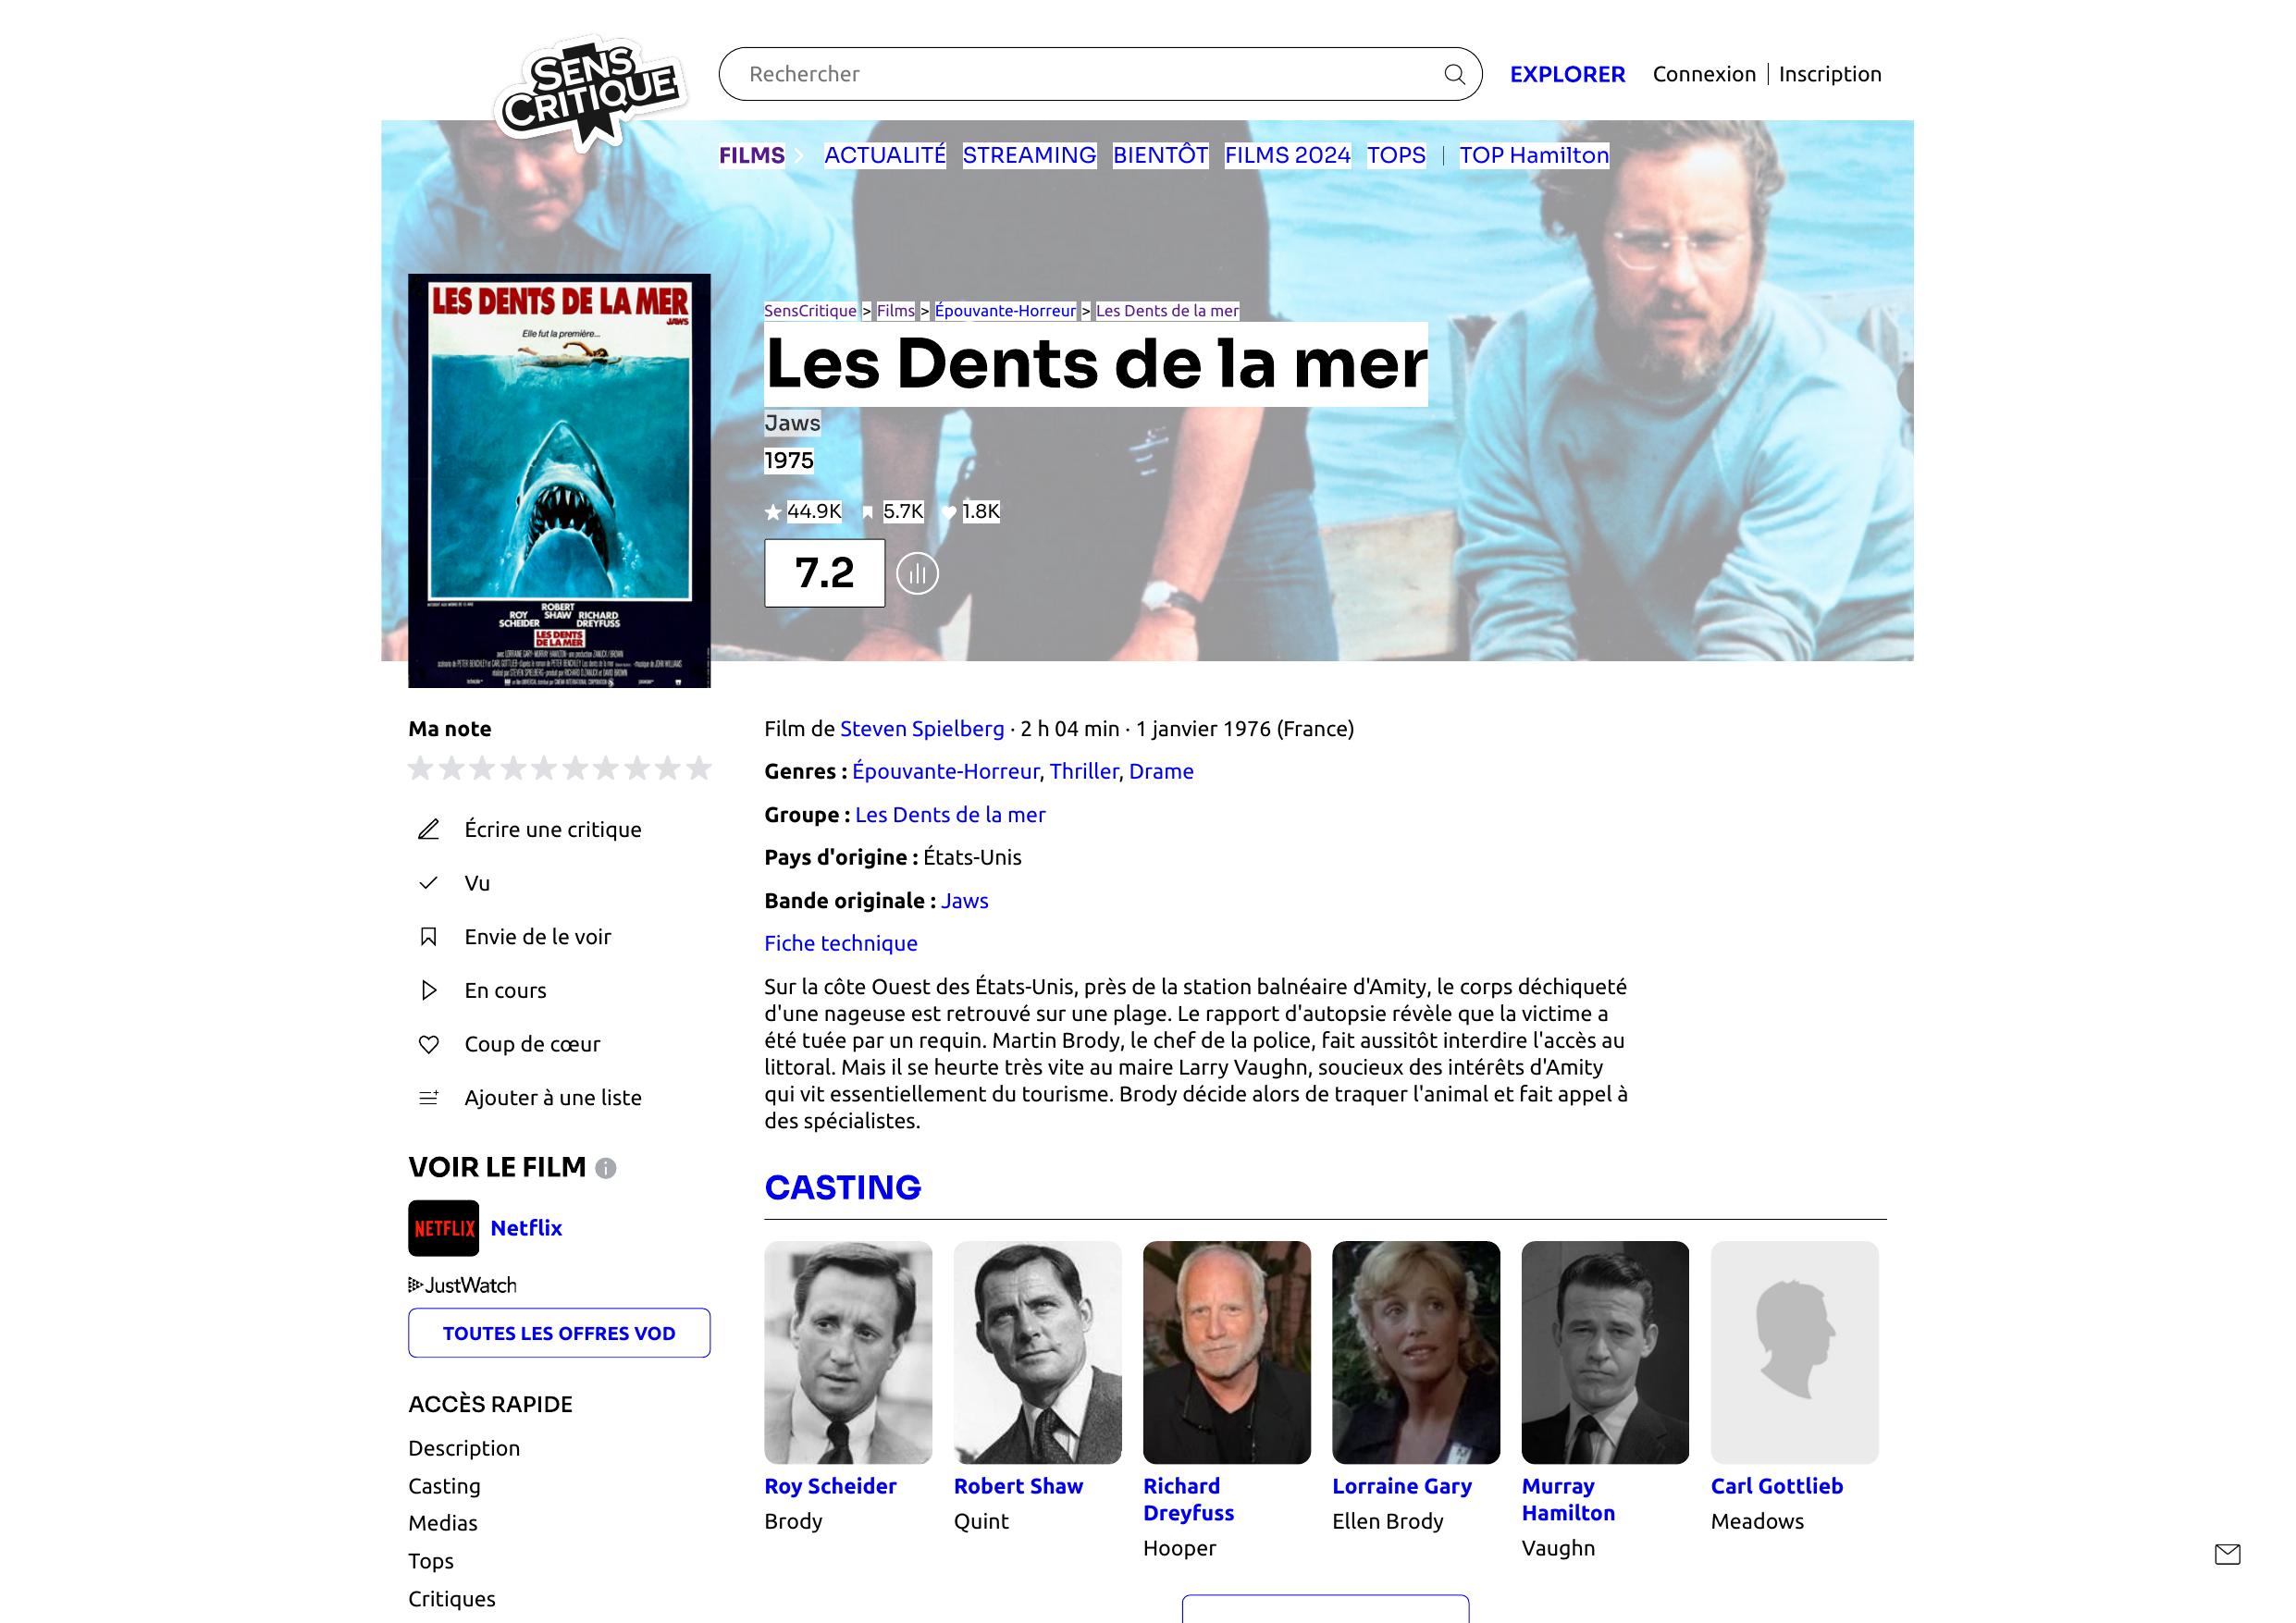 SENS
CRITIQUE
Rechercher
EXPLORER
Connexion | Inscription
FILMS
ACTUALITÉ
STREAMING
BIENTÔT
FILMS 2024
TOPS
|
TOP Hamilton
LES DENTS DE LA MER
JAWS
Elle fut la première...
ROY SCHEIDER
ROBERT SHAW
RICHARD DREYFUSS
LES DENTS
DE LA MER
SensCritique > Films > Épouvante-Horreur > Les Dents de la mer
Les Dents de la mer
Jaws
1975
44.9K 5.7K 1.8K
7.2
Ma note
Écrire une critique
Vu
Envie de le voir
En cours
Coup de cœur
Ajouter à une liste
VOIR LE FILM
NETFLIX
Netflix
JustWatch
TOUTES LES OFFRES VOD
ACCÈS RAPIDE
Description
Casting
Medias
Tops
Critiques
Film de Steven Spielberg · 2 h 04 min · 1 janvier 1976 (France)
Genres : Épouvante-Horreur, Thriller, Drame
Groupe : Les Dents de la mer
Pays d'origine : États-Unis
Bande originale : Jaws
Fiche technique
Sur la côte Ouest des États-Unis, près de la station balnéaire d'Amity, le corps déchiqueté
d'une nageuse est retrouvé sur une plage. Le rapport d'autopsie révèle que la victime a
été tuée par un requin. Martin Brody, le chef de la police, fait aussitôt interdire l'accès au
littoral. Mais il se heurte très vite au maire Larry Vaughn, soucieux des intérêts d'Amity
qui vit essentiellement du tourisme. Brody décide alors de traquer l'animal et fait appel à
des spécialistes.
CASTING
Roy Scheider
Brody
Robert Shaw
Quint
Richard
Dreyfuss
Hooper
Lorraine Gary
Ellen Brody
Murray
Hamilton
Vaughn
Carl Gottlieb
Meadows